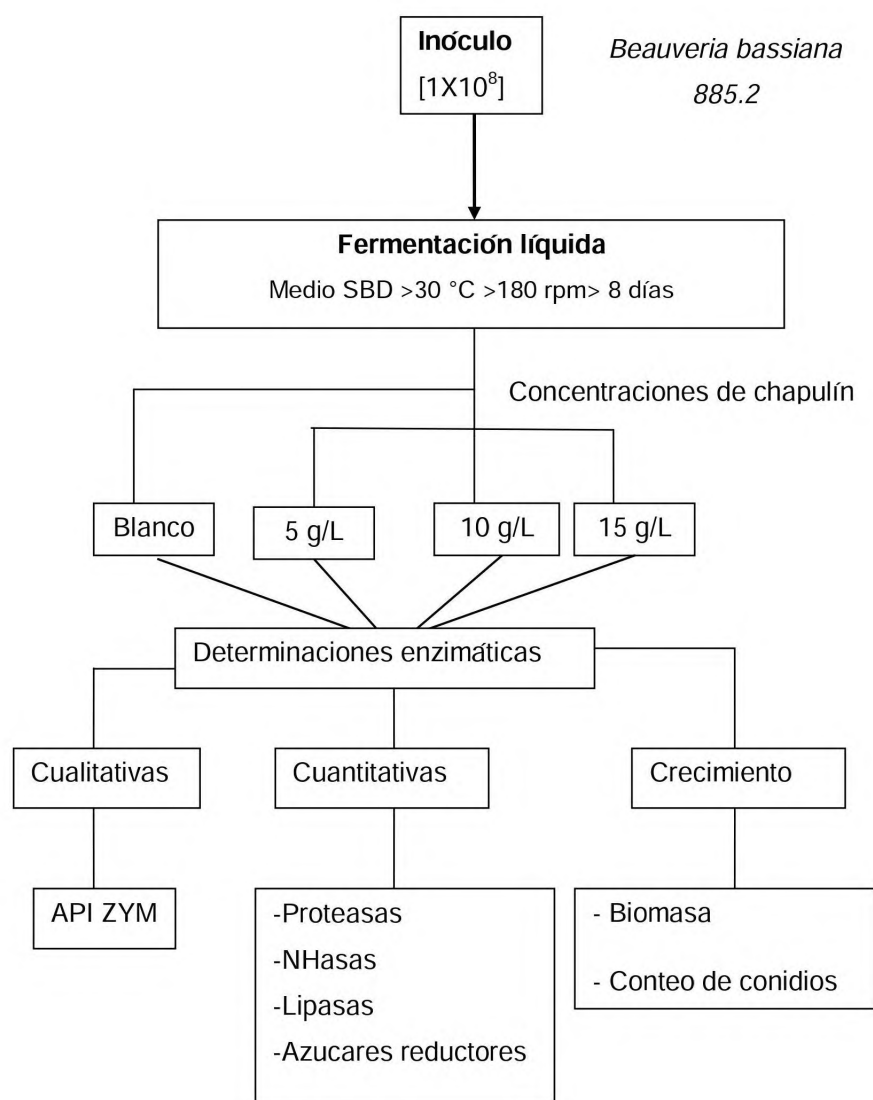 Inóculo
[1X10⁸]
Beauveria bassiana
885.2
Fermentación líquida
Medio SBD >30 °C >180 rpm> 8 días
Concentraciones de chapulín
Blanco
5 g/L
10 g/L
15 g/L
Determinaciones enzimáticas
Cualitativas
Cuantitativas
Crecimiento
API ZYM
-Proteasas
-NHasas
-Lipasas
-Azucares reductores
- Biomasa
- Conteo de conidios